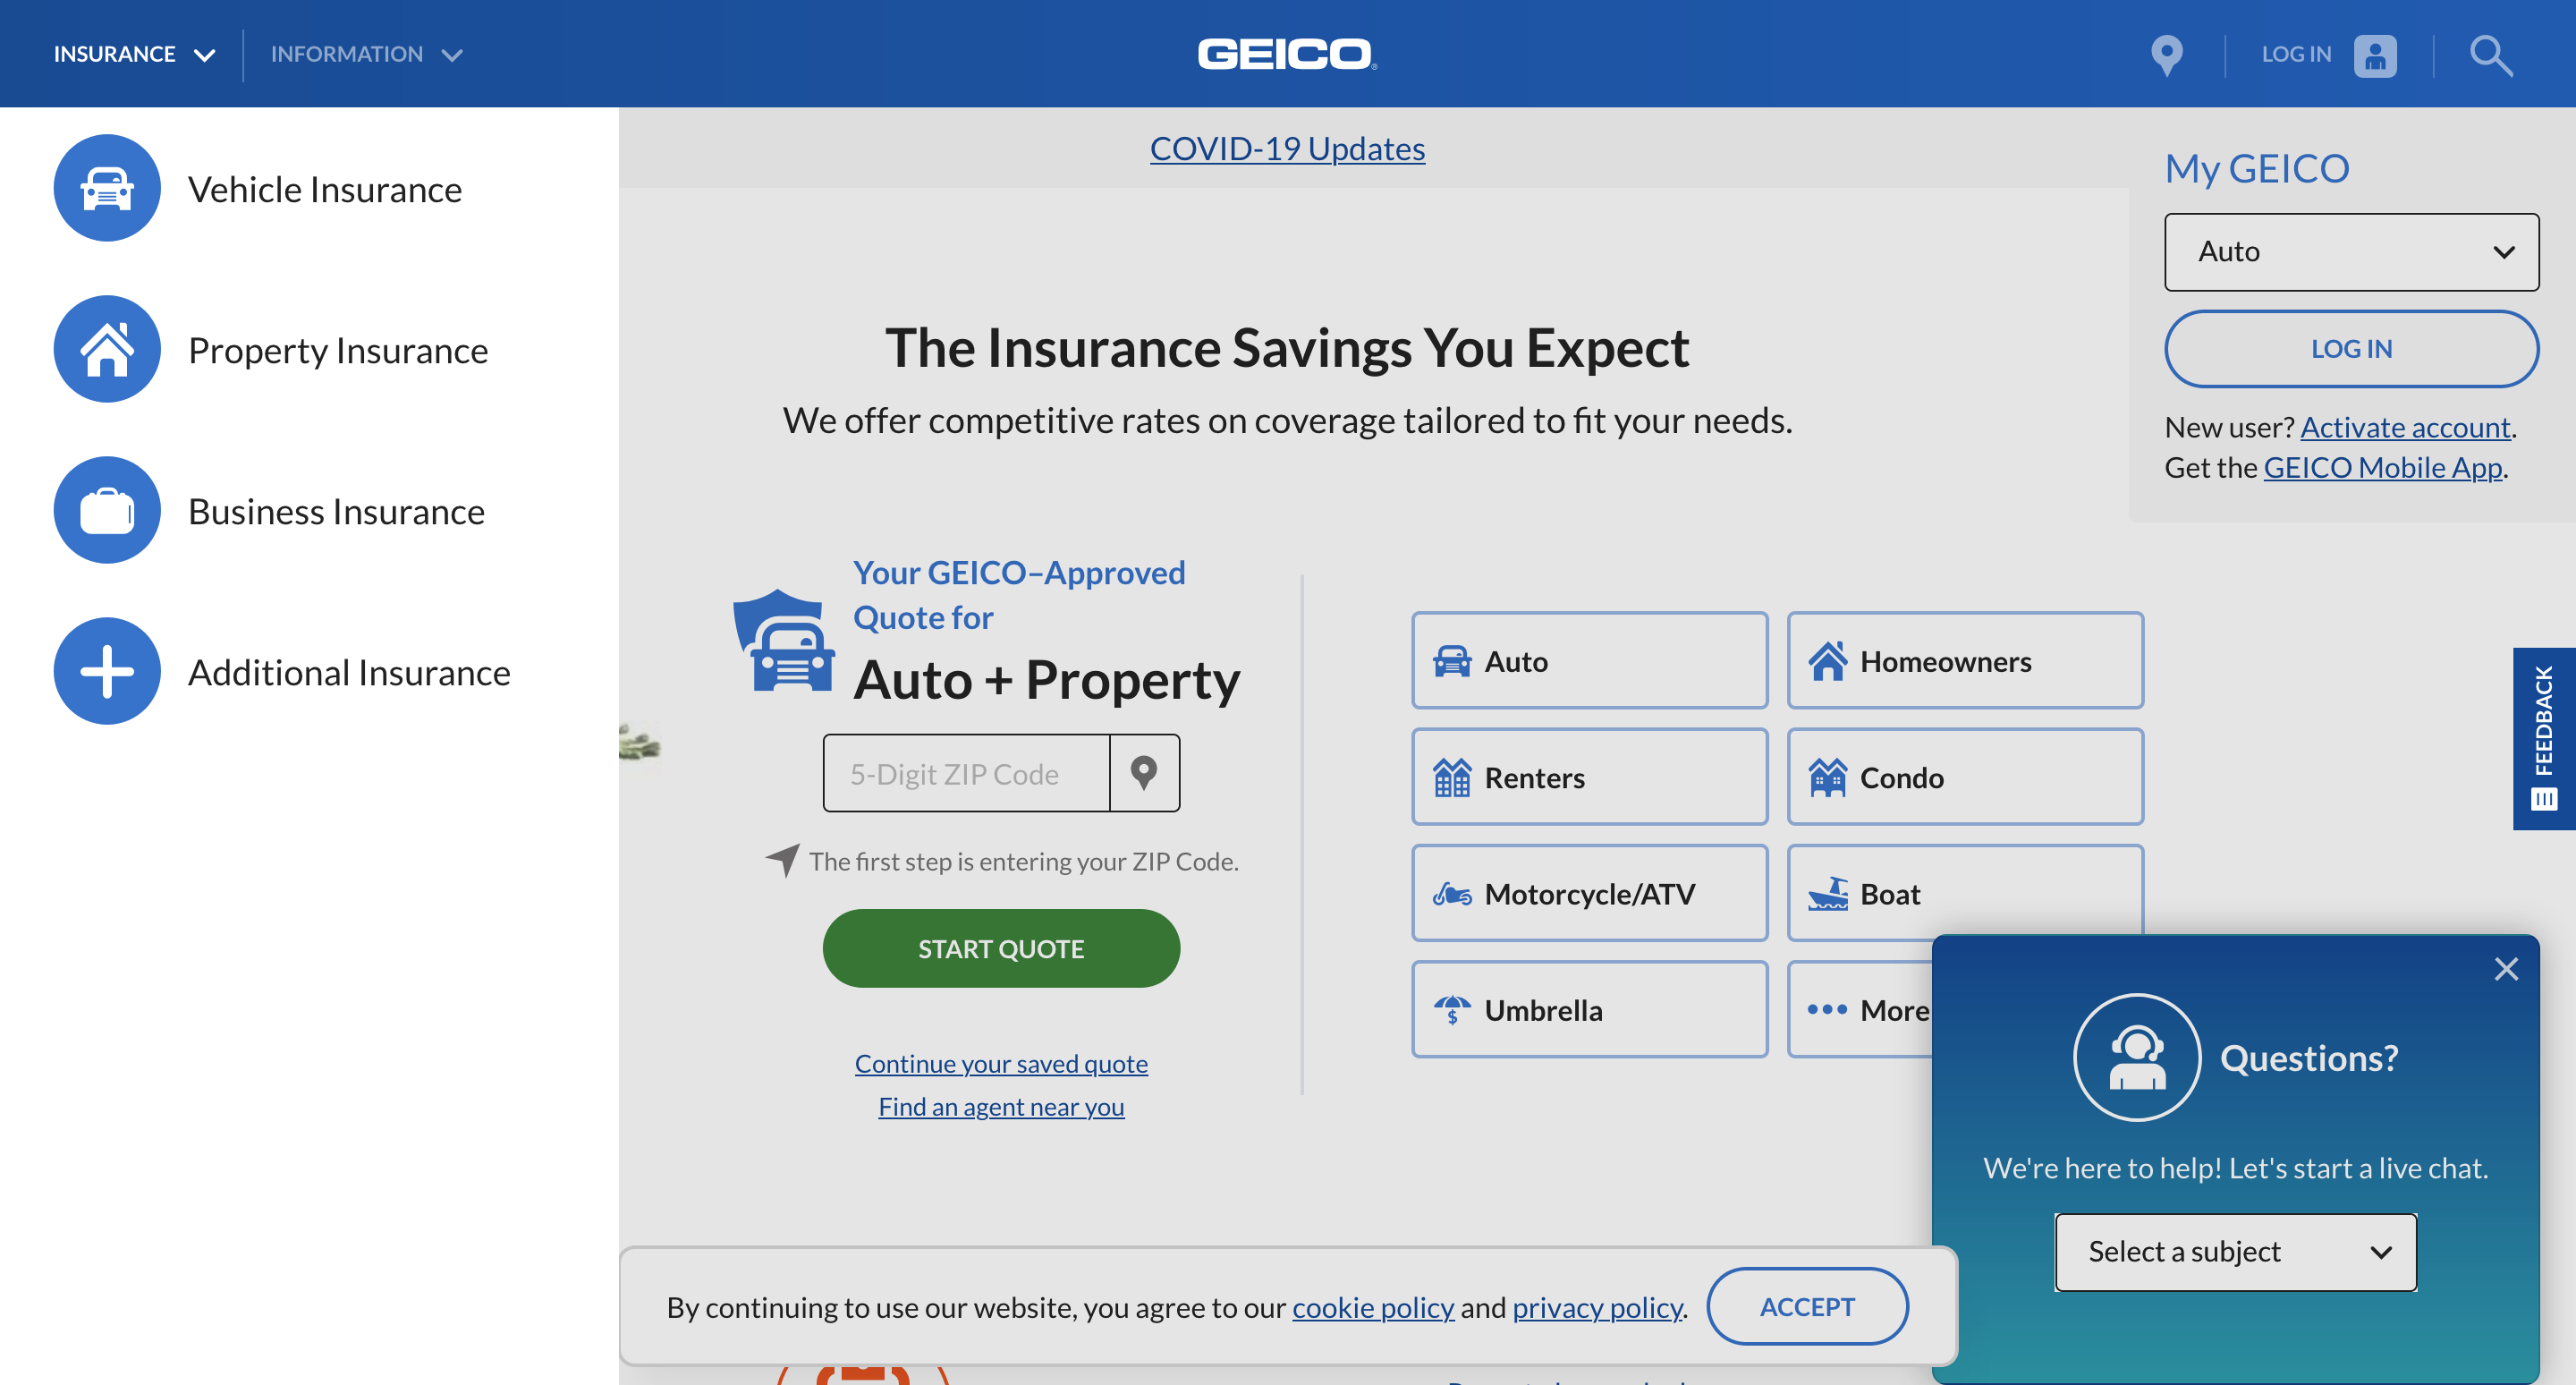 INSURANCE
INFORMATION
GEICO
LOG IN
Vehicle Insurance
Property Insurance
Business Insurance
Additional Insurance
COVID-19 Updates
My GEICO
Auto
LOG IN
New user? Activate account.
Get the GEICO Mobile App.
The Insurance Savings You Expect
We offer competitive rates on coverage tailored to fit your needs.
Your GEICO–Approved
Quote for
Auto + Property
5-Digit ZIP Code
The first step is entering your ZIP Code.
START QUOTE
Continue your saved quote
Find an agent near you
Auto
Homeowners
Renters
Condo
Motorcycle/ATV
Boat
Umbrella
More
FEEDBACK
Questions?
We're here to help! Let's start a live chat.
Select a subject
By continuing to use our website, you agree to our cookie policy and privacy policy.
ACCEPT